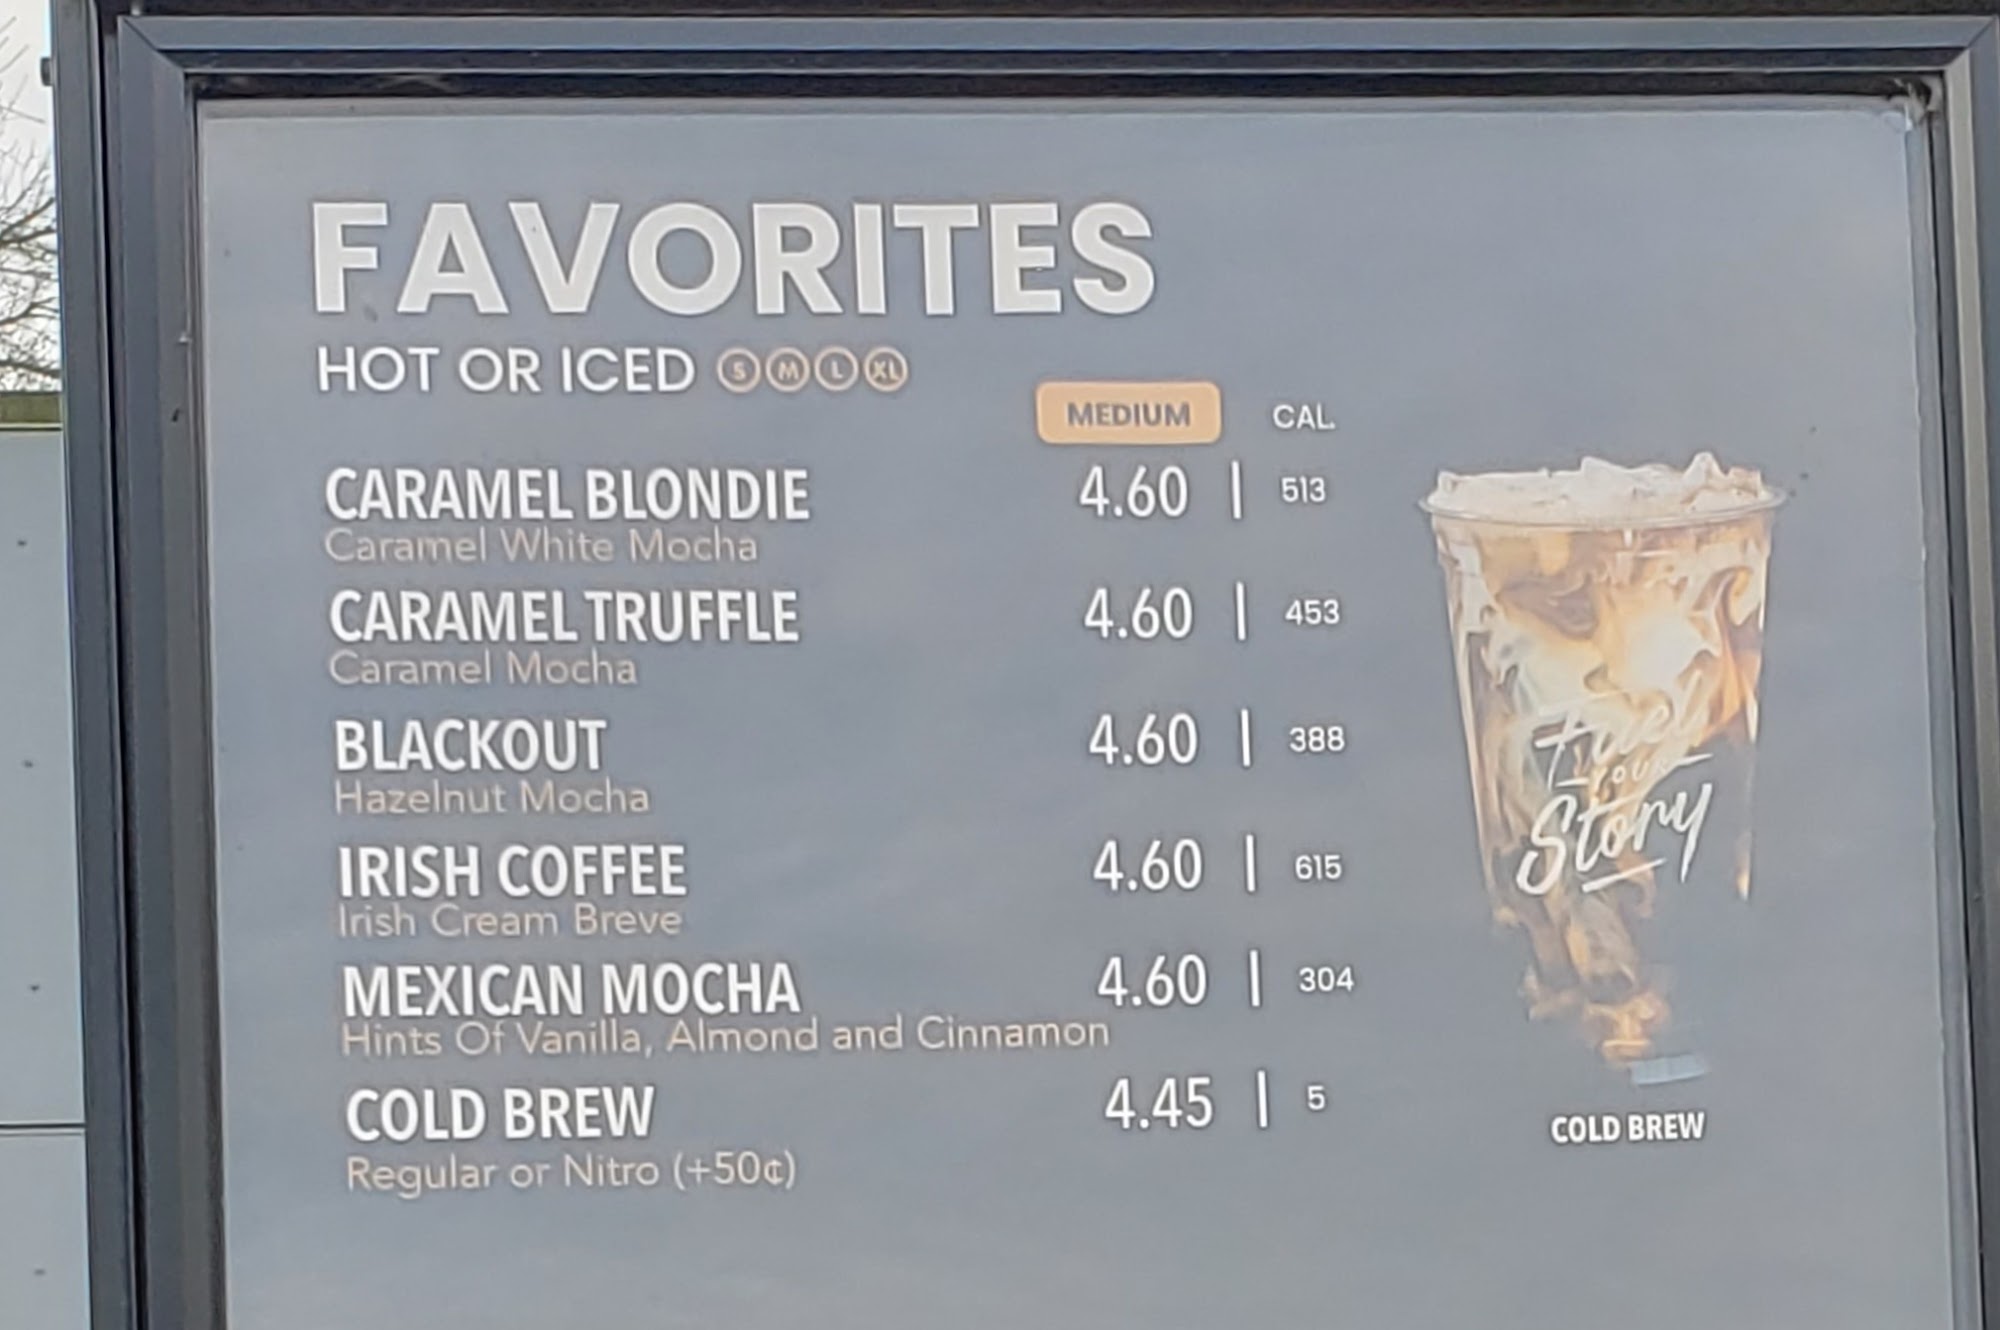 FAVORITES
HOT OR ICED S M L XL
MEDIUM CAL.
CARAMEL BLONDIE 4.60 | 513
Caramel White Mocha
CARAMEL TRUFFLE 4.60 | 453
Caramel Mocha
BLACKOUT 4.60 | 388
Hazelnut Mocha
IRISH COFFEE 4.60 | 615
Irish Cream Breve
MEXICAN MOCHA 4.60 | 304
Hints Of Vanilla, Almond and Cinnamon
COLD BREW 4.45 | 5
Regular or Nitro (+50¢)
Fuel
YOUR
Story
COLD BREW